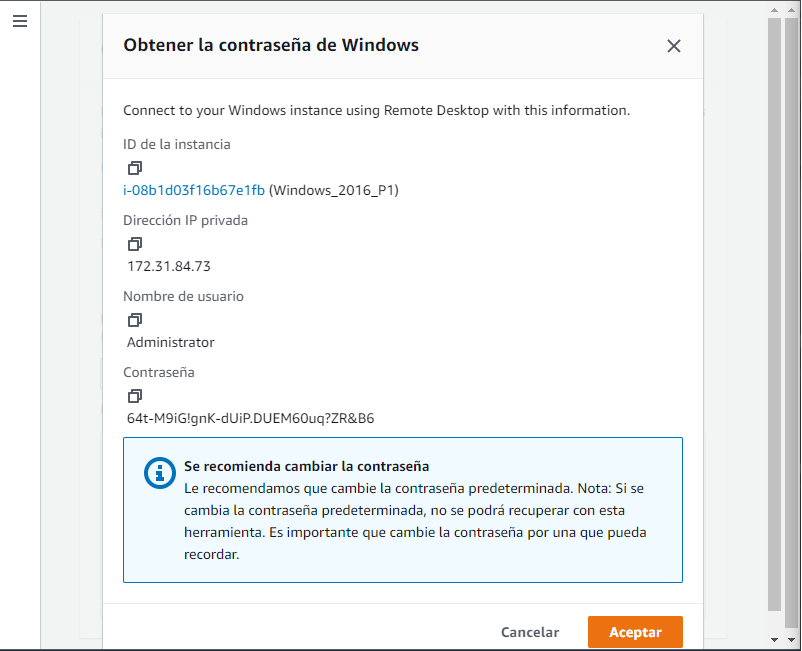 Obtener la contraseña de Windows
Connect to your Windows instance using Remote Desktop with this information.
ID de la instancia
i-08b1d03f16b67e1fb (Windows_2016_P1)
Dirección IP privada
172.31.84.73
Nombre de usuario
Administrator
Contraseña
64t-M9iG!gnK-dUiP.DUEM60uq?ZR&B6
Se recomienda cambiar la contraseña
Le recomendamos que cambie la contraseña predeterminada. Nota: Si se
cambia la contraseña predeterminada, no se podrá recuperar con esta
herramienta. Es importante que cambie la contraseña por una que pueda
recordar.
Cancelar
Aceptar